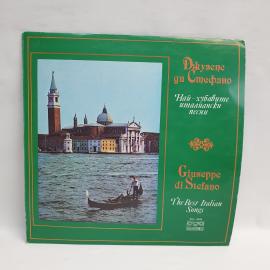 Джузепе
ди Стефано
Най-хубавите
италиански
песни
Giuseppe
di Stefano
The Best Italian
Songs